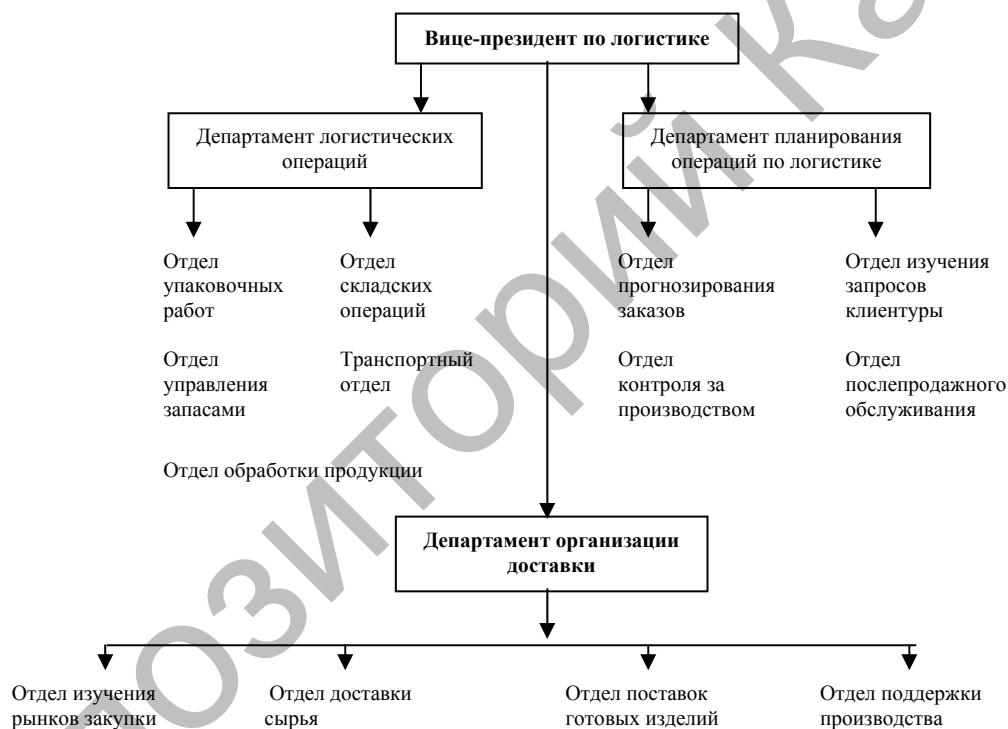 Вице-президент по логистике
Департамент логистических
операций
Департамент планирования
операций по логистике
Отдел
упаковочных
работ
Отдел
складских
операций
Отдел
прогнозирования
заказов
Отдел изучения
запросов
клиентуры
Отдел
управления
запасами
Транспортный
отдел
Отдел
контроля за
производством
Отдел
послепродажного
обслуживания
Отдел обработки продукции
Департамент организации
доставки
Отдел изучения
рынков закупки
Отдел доставки
сырья
Отдел поставок
готовых изделий
Отдел поддержки
производства